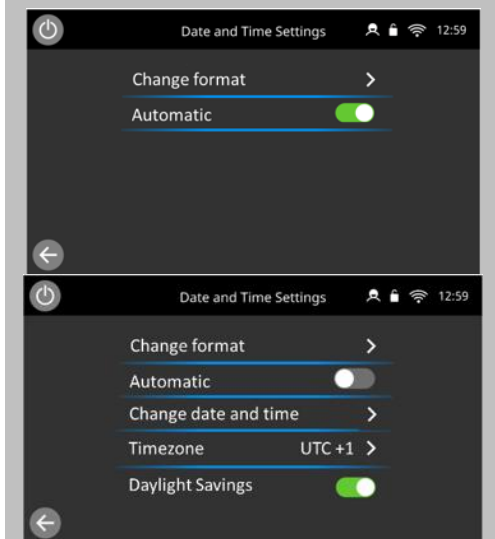 Date and Time Settings 12:59
Change format
Automatic
Date and Time Settings 12:59
Change format
Automatic
Change date and time
Timezone UTC +1
Daylight Savings